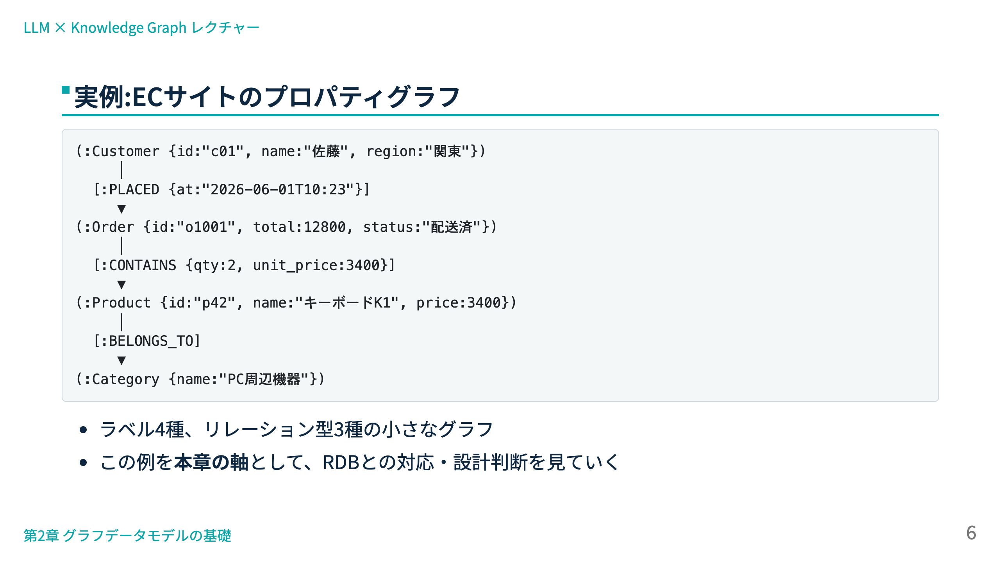 LLM × Knowledge Graph レクチャー
実例:ECサイトのプロパティグラフ
(:Customer {id:"c01", name:"佐藤", region:"関東"})
│
[:PLACED {at:"2026-06-01T10:23"}]
▼
(:Order {id:"o1001", total:12800, status:"配送済"})
│
[:CONTAINS {qty:2, unit_price:3400}]
▼
(:Product {id:"p42", name:"キーボードK1", price:3400})
│
[:BELONGS_TO]
▼
(:Category {name:"PC周辺機器"})
• ラベル4種、リレーション型3種の小さなグラフ
• この例を本章の軸として、RDBとの対応・設計判断を見ていく
第2章 グラフデータモデルの基礎
6